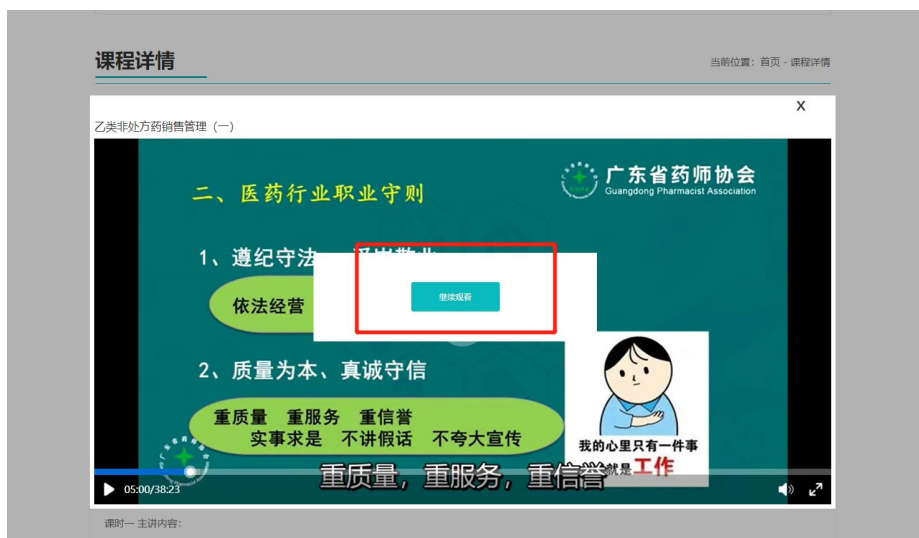 课程详情
当前位置：首页 - 课程详情
X
乙类非处方药销售管理（一）
广东省药师协会
Guangdong Pharmacist Association
二、医药行业职业守则
1、遵纪守法
继续观看
依法经营
2、质量为本、真诚守信
重质量 重服务 重信誉
实事求是 不讲假话 不夸大宣传
我的心里只有一件事
就是工作
重质量，重服务，重信誉
05:00/38:23
课时一 主讲内容：